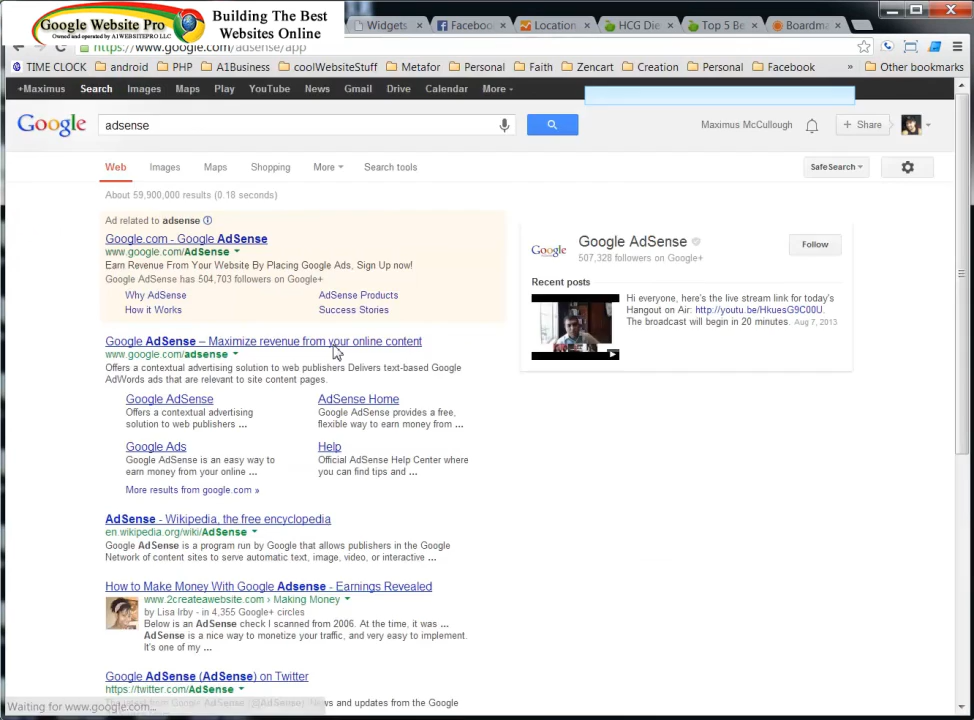 Google Website Pro
Owned and operated by A1WEBSITEPRO LLC
Building The Best
Websites Online
Widgets
Facebook
Location
HCG Die
Top 5 Be
Boardma
https://www.google.com/adsense/app
TIME CLOCK
android
PHP
A1Business
coolWebsiteStuff
Metafor
Personal
Faith
Zencart
Creation
Personal
Facebook
»
Other bookmarks
+Maximus
Search
Images
Maps
Play
YouTube
News
Gmail
Drive
Calendar
More
Google
adsense
Maximus McCullough
+ Share
Web
Images
Maps
Shopping
More
Search tools
SafeSearch
About 59,900,000 results (0.18 seconds)
Ad related to adsense
Google.com - Google AdSense
www.google.com/AdSense
Earn Revenue From Your Website By Placing Google Ads, Sign up Now!
Google AdSense has 504,703 followers on Google+
Why AdSense
AdSense Products
How it Works
Success Stories
Google AdSense
507,328 followers on Google+
Follow
Recent posts
Hi everyone, here's the live stream link for today's
Hangout on Air: http://youtu.be/HkuesG9C00U.
The broadcast will begin in 20 minutes. Aug 7, 2013
Google AdSense – Maximize revenue from your online content
www.google.com/adsense
Offers a contextual advertising solution to web publishers Delivers text-based Google
AdWords ads that are relevant to site content pages.
Google AdSense
Offers a contextual advertising
solution to web publishers ...
AdSense Home
Google AdSense provides a free,
flexible way to earn money from ...
Google Ads
Google AdSense is an easy way to
earn money from your online ...
Help
Official AdSense Help Center where
you can find tips and ...
More results from google.com »
AdSense - Wikipedia, the free encyclopedia
en.wikipedia.org/wiki/AdSense
Google AdSense is a program run by Google that allows publishers in the Google
Network of content sites to serve automatic text, image, video, or interactive ...
How to Make Money With Google Adsense - Earnings Revealed
www.2createawebsite.com › Making Money
by Lisa Irby - in 4,355 Google+ circles
Below is an AdSense check I scanned from 2006. At the time, it was ...
AdSense is a nice way to monetize your traffic, and very easy to implement.
It's one of my ...
Google AdSense (AdSense) on Twitter
https://twitter.com/AdSense
News and updates from the Google
Waiting for www.google.com...